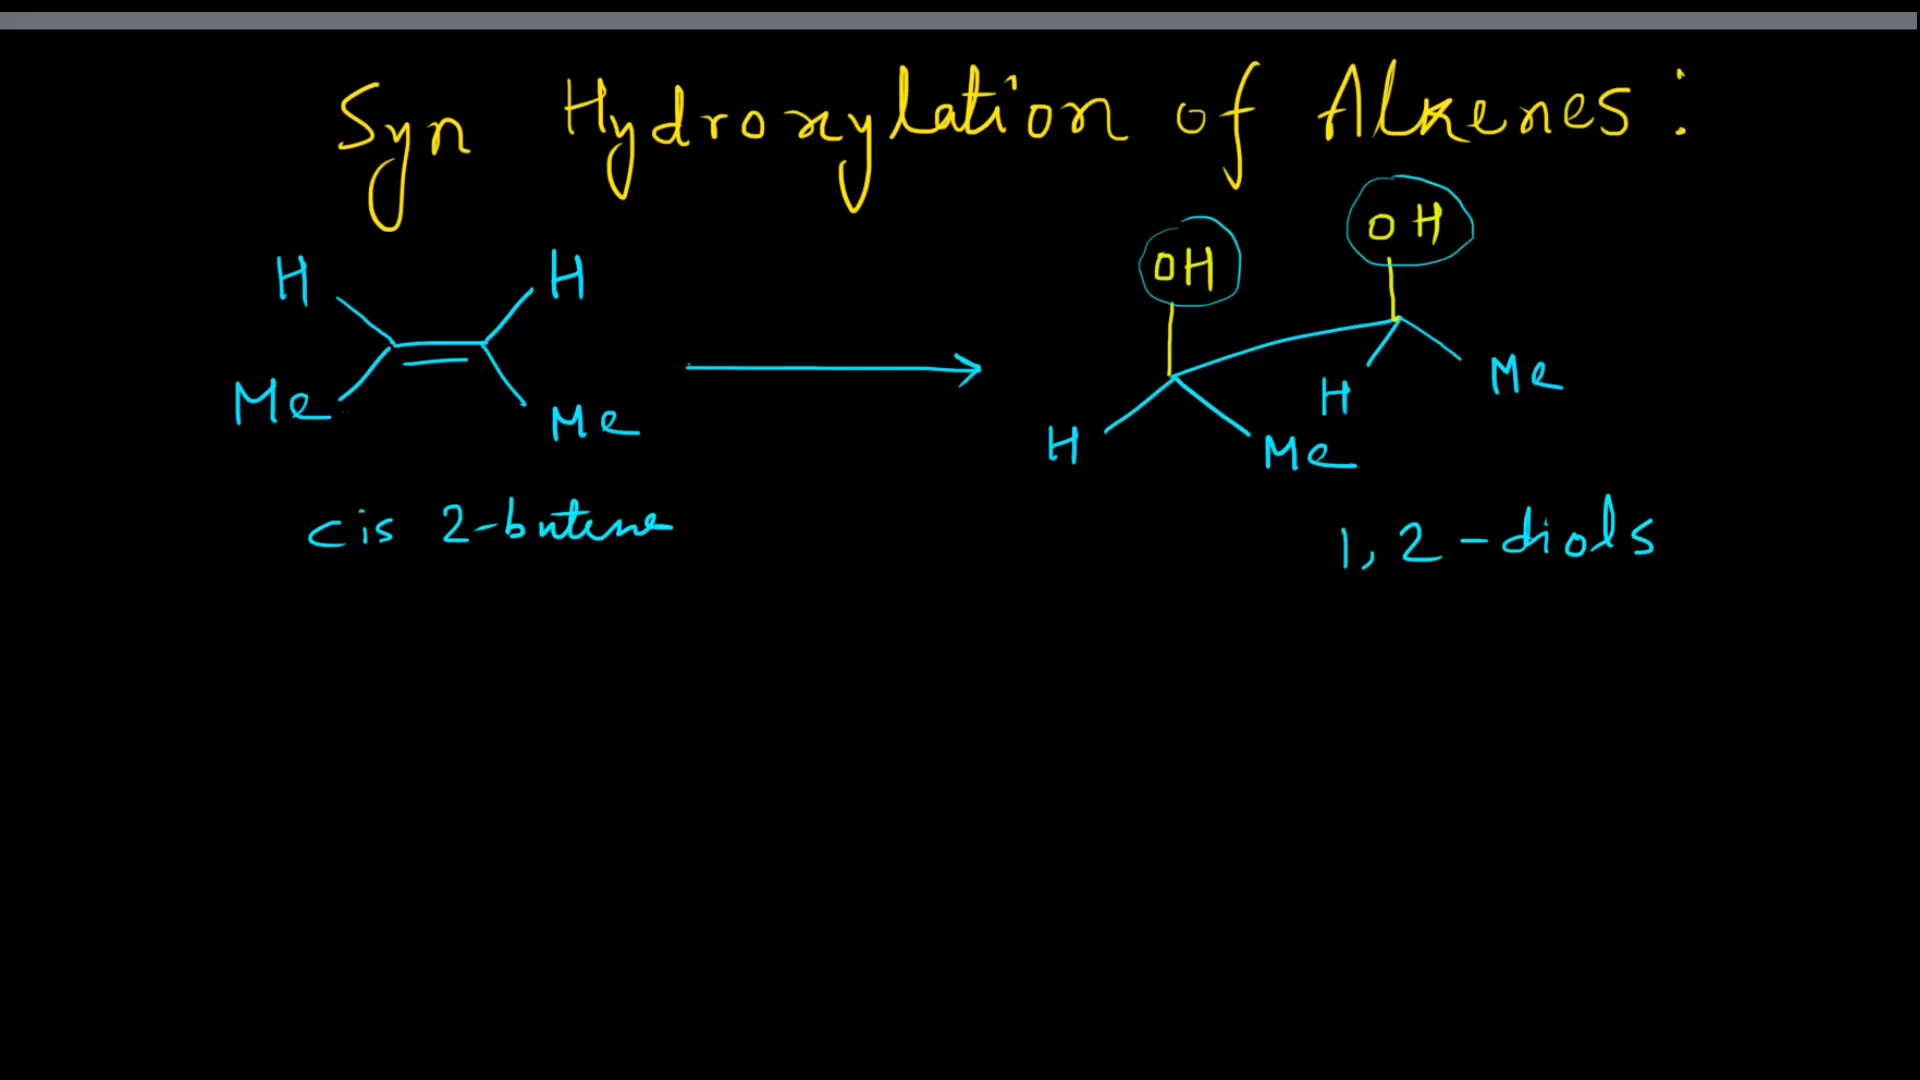 Syn Hydroxylation of Alkenes:
OH OH
H H
Me Me
H Me H Me
cis 2-butene
1,2-diols